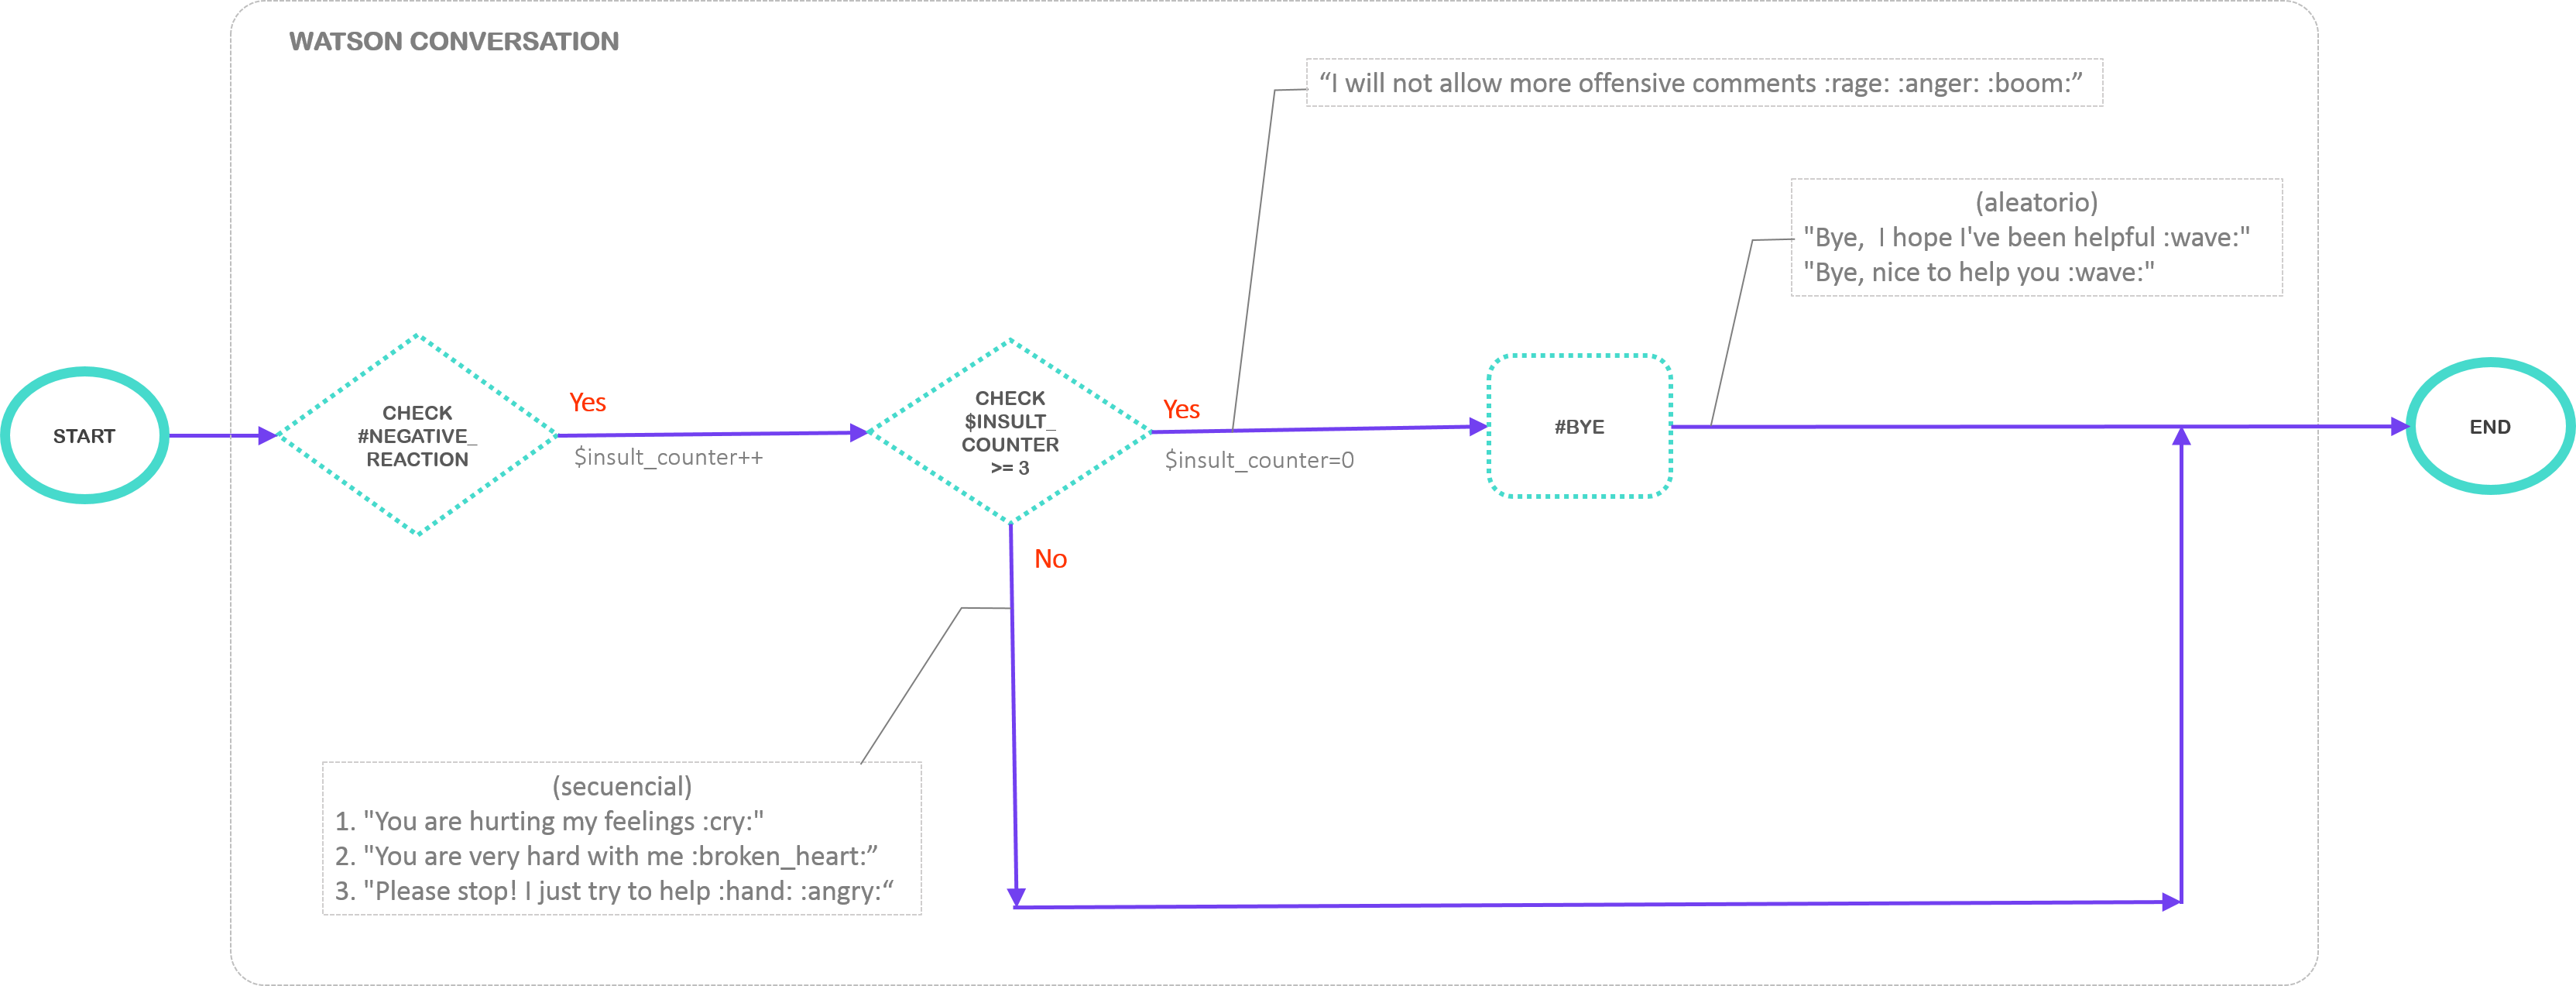 WATSON CONVERSATION
“I will not allow more offensive comments :rage: :anger: :boom:”
(aleatorio)
"Bye,  I hope I've been helpful :wave:"
"Bye, nice to help you :wave:"
START
CHECK
#NEGATIVE_
REACTION
Yes
$insult_counter++
CHECK
$INSULT_
COUNTER
>= 3
Yes
$insult_counter=0
#BYE
END
No
(secuencial)
1. "You are hurting my feelings :cry:"
2. "You are very hard with me :broken_heart:”
3. "Please stop! I just try to help :hand: :angry:“